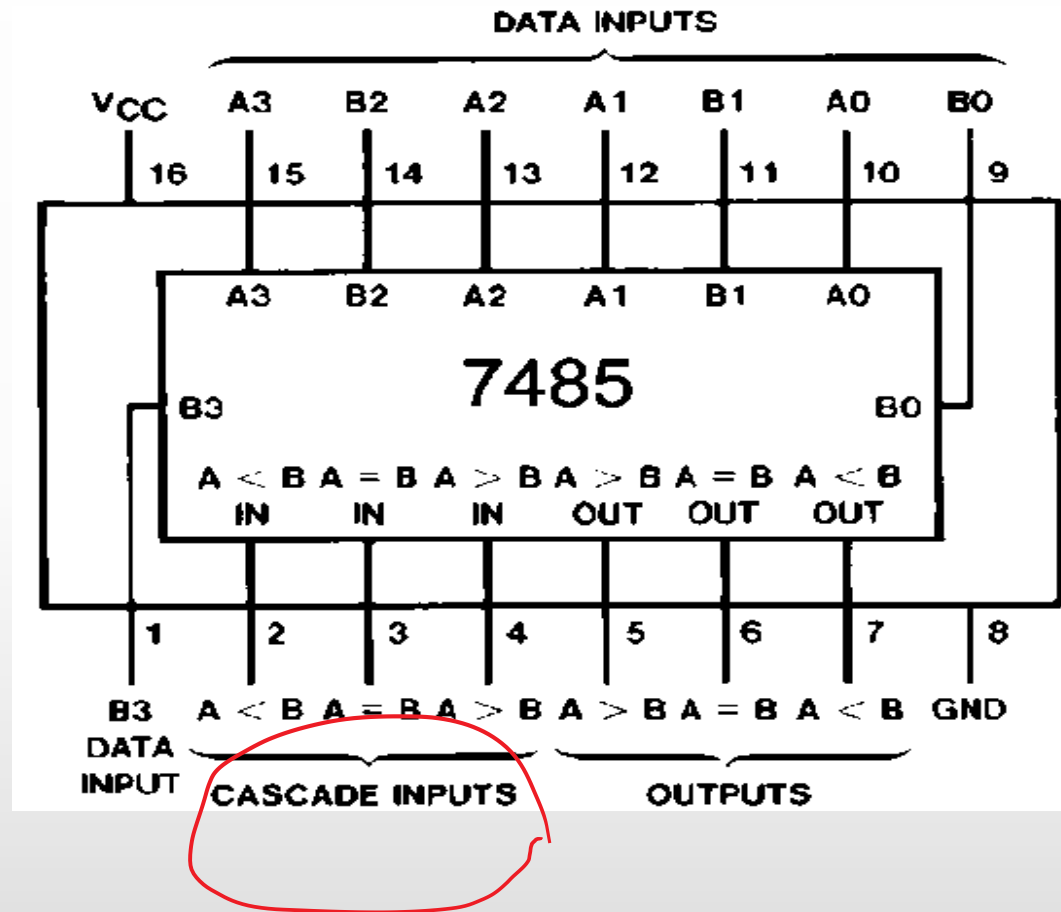 DATA INPUTS
VCC A3 B2 A2 A1 B1 A0 B0
16 15 14 13 12 11 10 9
A3 B2 A2 A1 B1 A0
7485
B3 B0
A < B A = B A > B A > B A = B A < B
IN IN IN OUT OUT OUT
1 2 3 4 5 6 7 8
B3 A < B A = B A > B A > B A = B A < B GND
DATA
INPUT
CASCADE INPUTS OUTPUTS